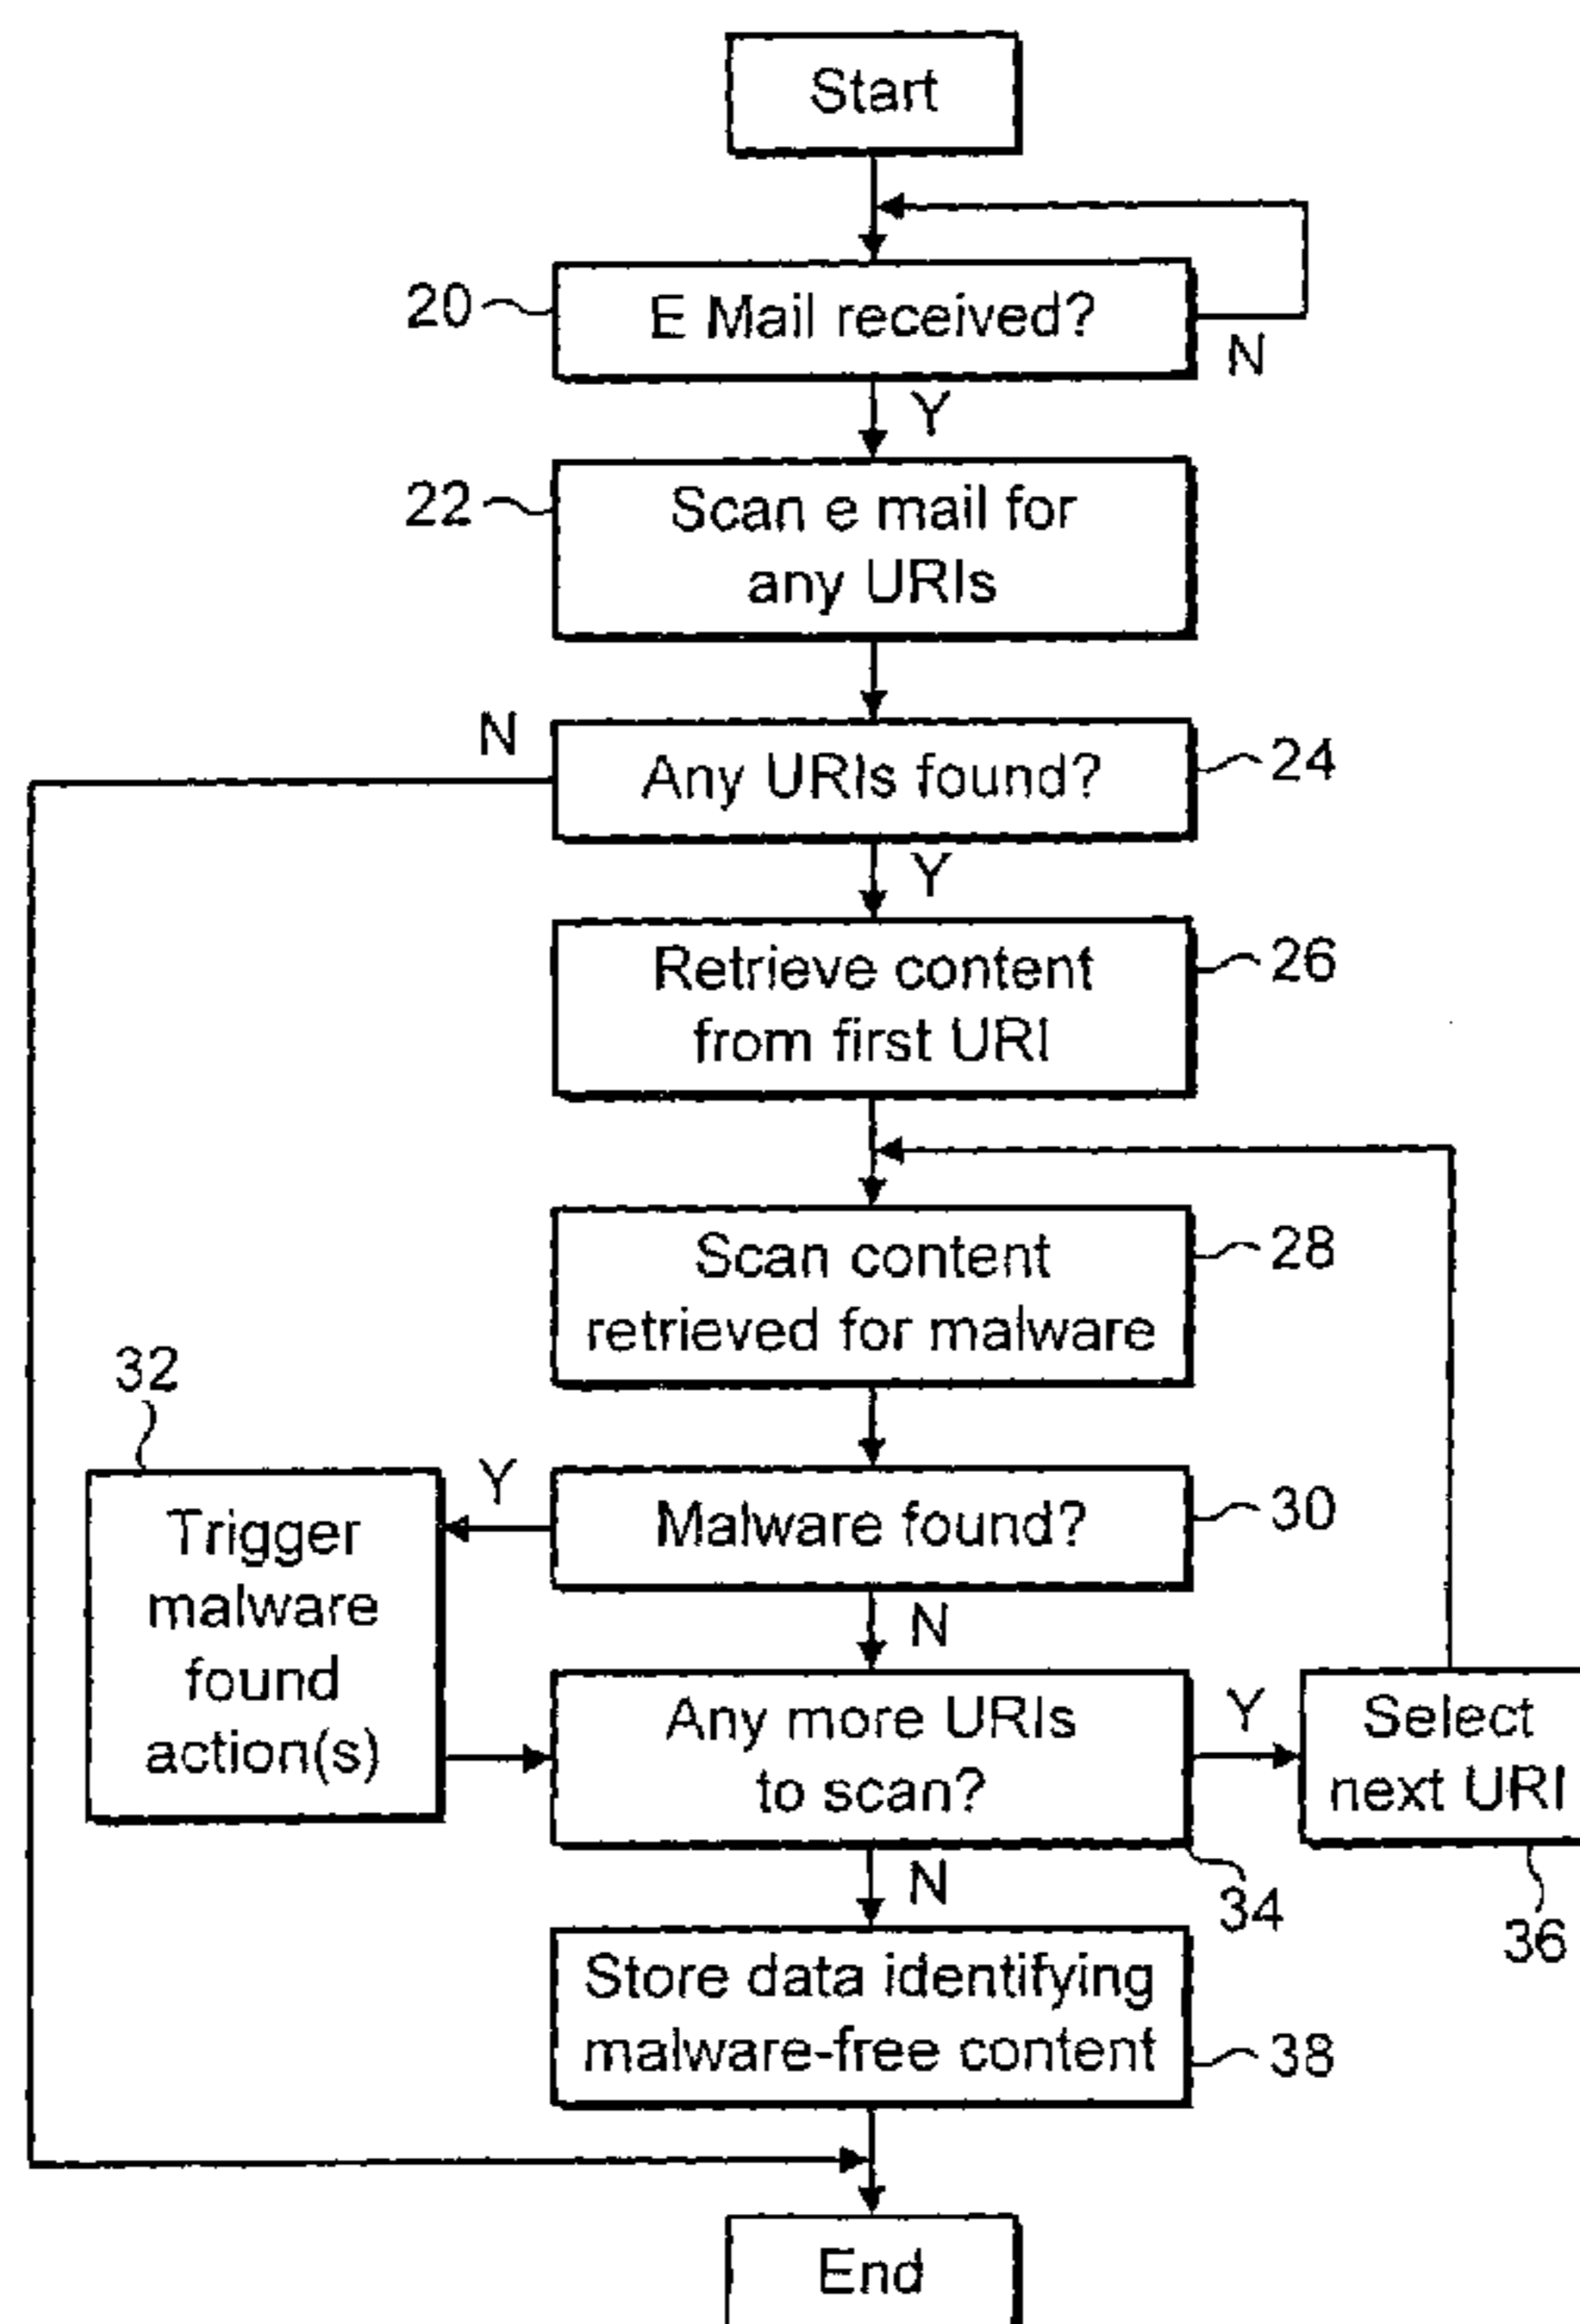 Start
20
E Mail received?
N
Y
22
Scan e mail for
any URIs
N
Any URIs found?
24
Y
Retrieve content
from first URI
26
Scan content
retrieved for malware
28
32
Trigger
malware
found
action(s)
Y
Malware found?
30
N
Any more URIs
to scan?
34
Y
Select
next URI
36
N
Store data identifying
malware-free content
38
End